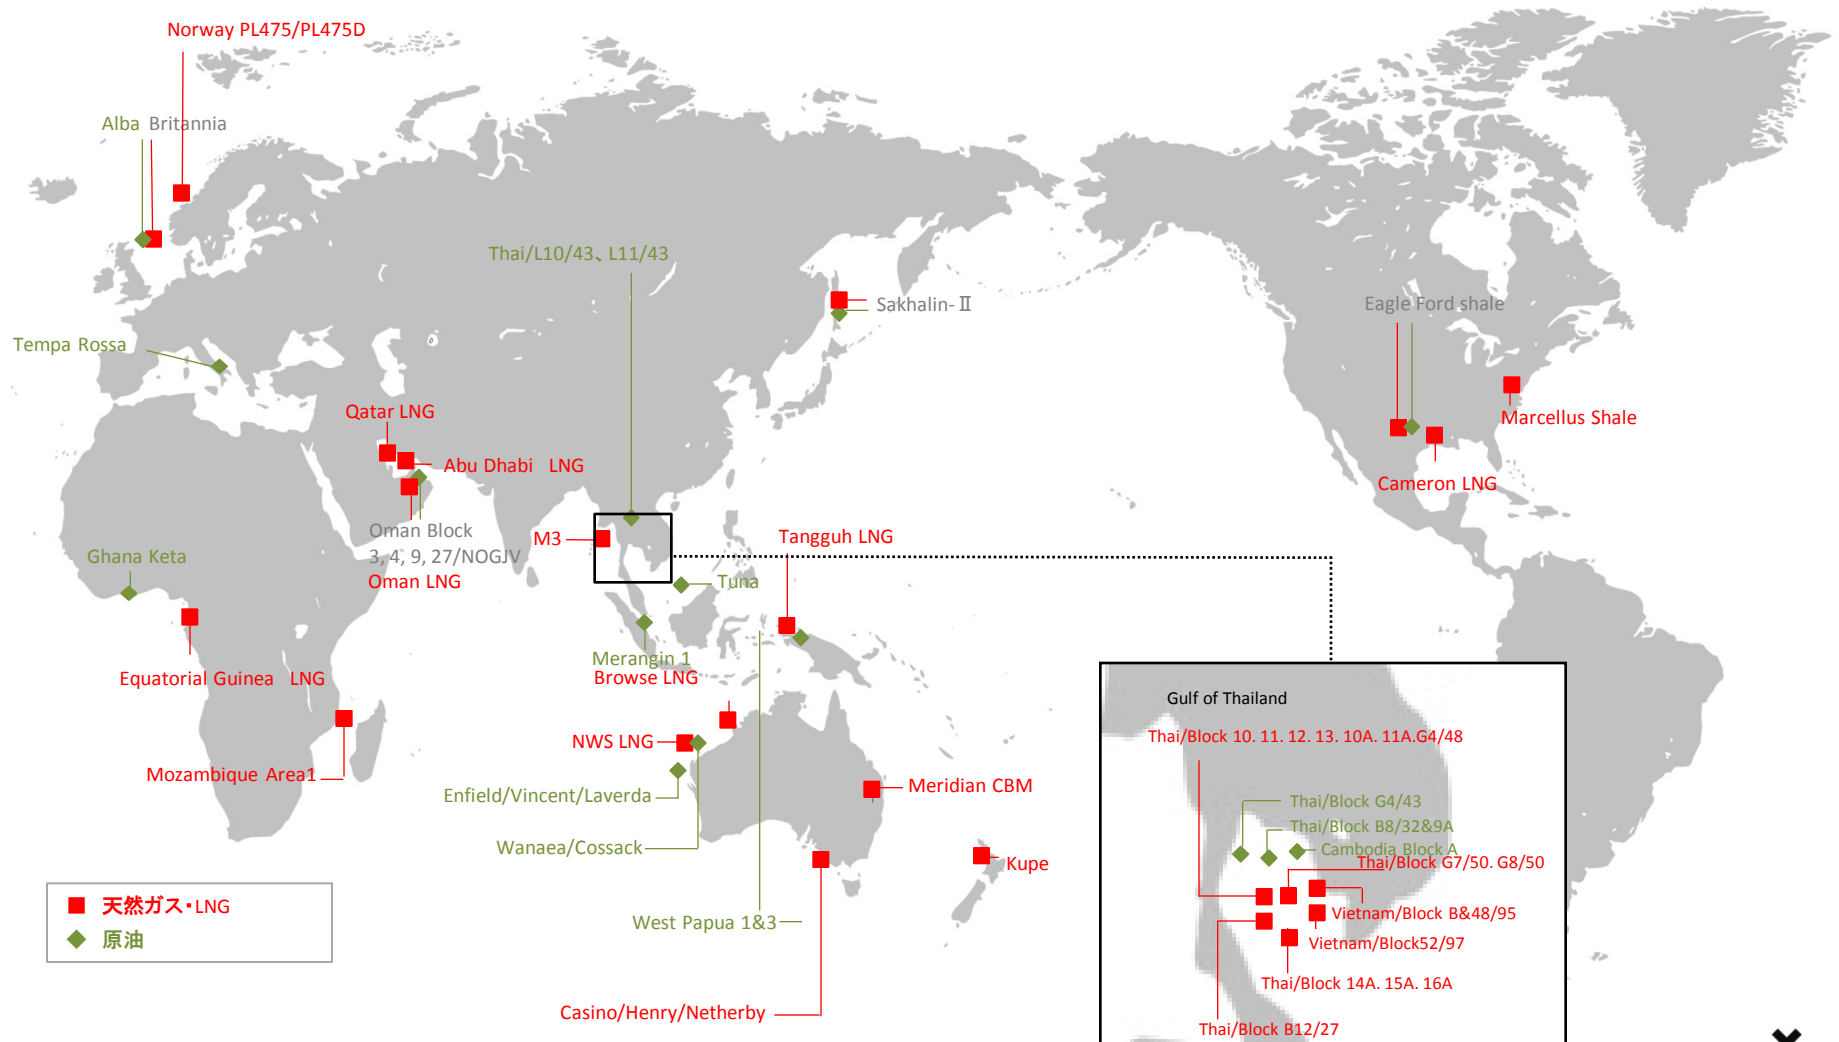 Norway PL475/PL475D
Alba Britannia
Thai/L10/43、L11/43
Sakhalin-Ⅱ
Eagle Ford shale
Tempa Rossa
Qatar LNG
Marcellus Shale
Abu Dhabi LNG
Cameron LNG
Oman Block
3, 4, 9, 27/NOGJV
Oman LNG
M3
Tangguh LNG
Ghana Keta
Tuna
Merangin 1
Browse LNG
Equatorial Guinea LNG
NWS LNG
Mozambique Area1
Meridian CBM
Enfield/Vincent/Laverda
Wanaea/Cossack
Kupe
West Papua 1&3
Casino/Henry/Netherby
天然ガス・LNG
原油
Gulf of Thailand
Thai/Block 10. 11. 12. 13. 10A. 11A.G4/48
Thai/Block G4/43
Thai/Block B8/32&9A
Cambodia Block A
Thai/Block G7/50. G8/50
Vietnam/Block B&48/95
Vietnam/Block52/97
Thai/Block 14A. 15A. 16A
Thai/Block B12/27